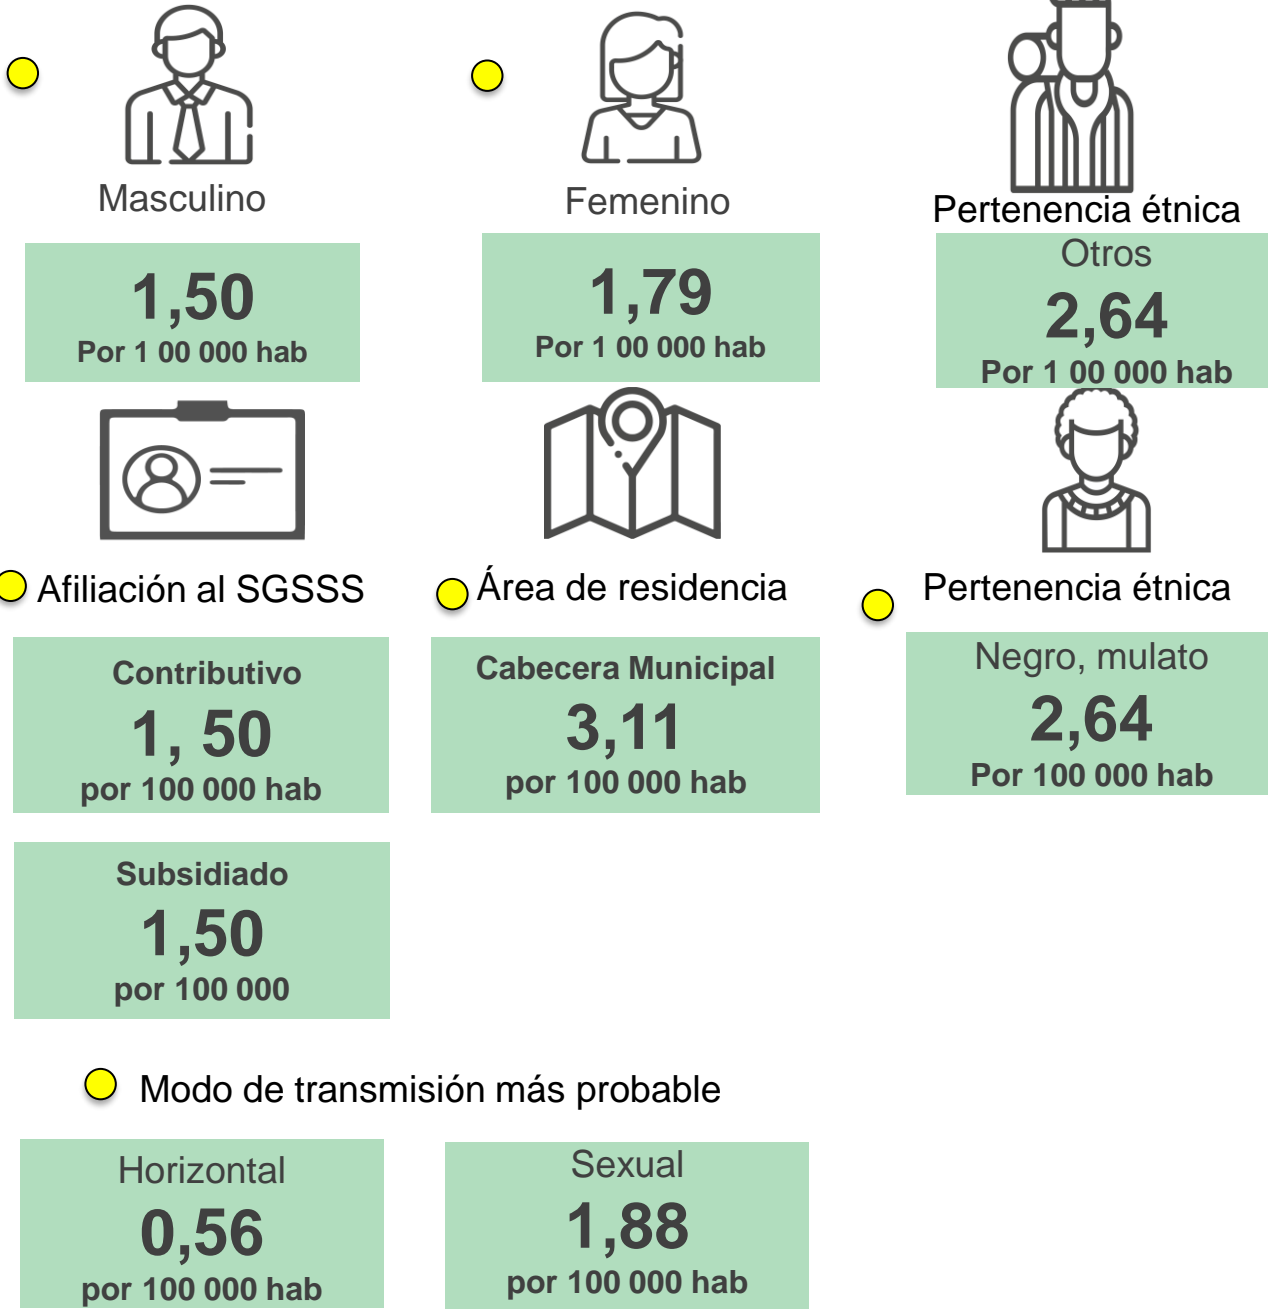 Masculino
1,50
Por 1 00 000 hab
Femenino
1,79
Por 1 00 000 hab
Pertenencia étnica
Otros
2,64
Por 1 00 000 hab
Afiliación al SGSSS
Contributivo
1, 50
por 100 000 hab
Subsidiado
1,50
por 100 000
Área de residencia
Cabecera Municipal
3,11
por 100 000 hab
Pertenencia étnica
Negro, mulato
2,64
Por 100 000 hab
Modo de transmisión más probable
Horizontal
0,56
por 100 000 hab
Sexual
1,88
por 100 000 hab